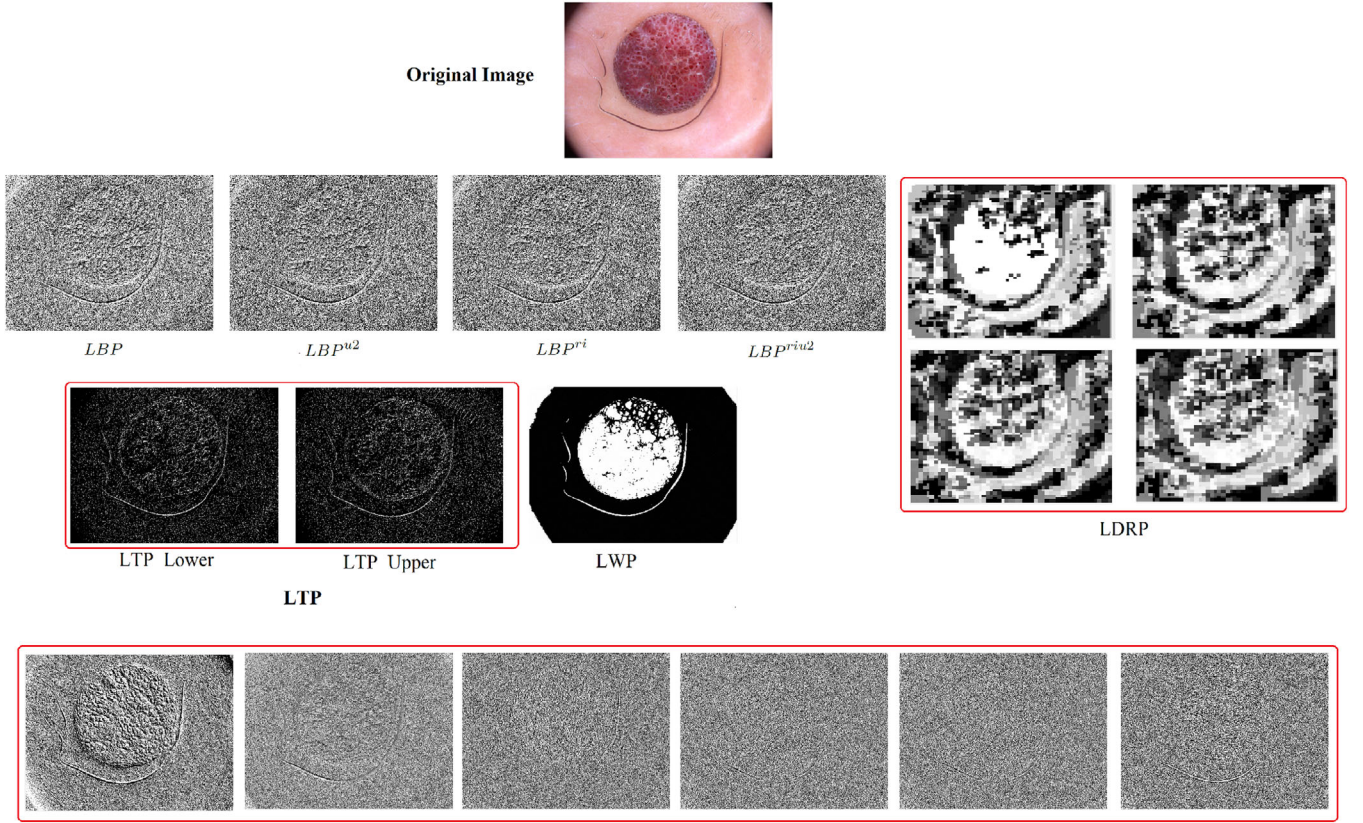 Original Image
LBP
LBP^{u2}
LBP^{ri}
LBP^{riu2}
LTP Lower
LTP Upper
LWP
LDRP
LTP